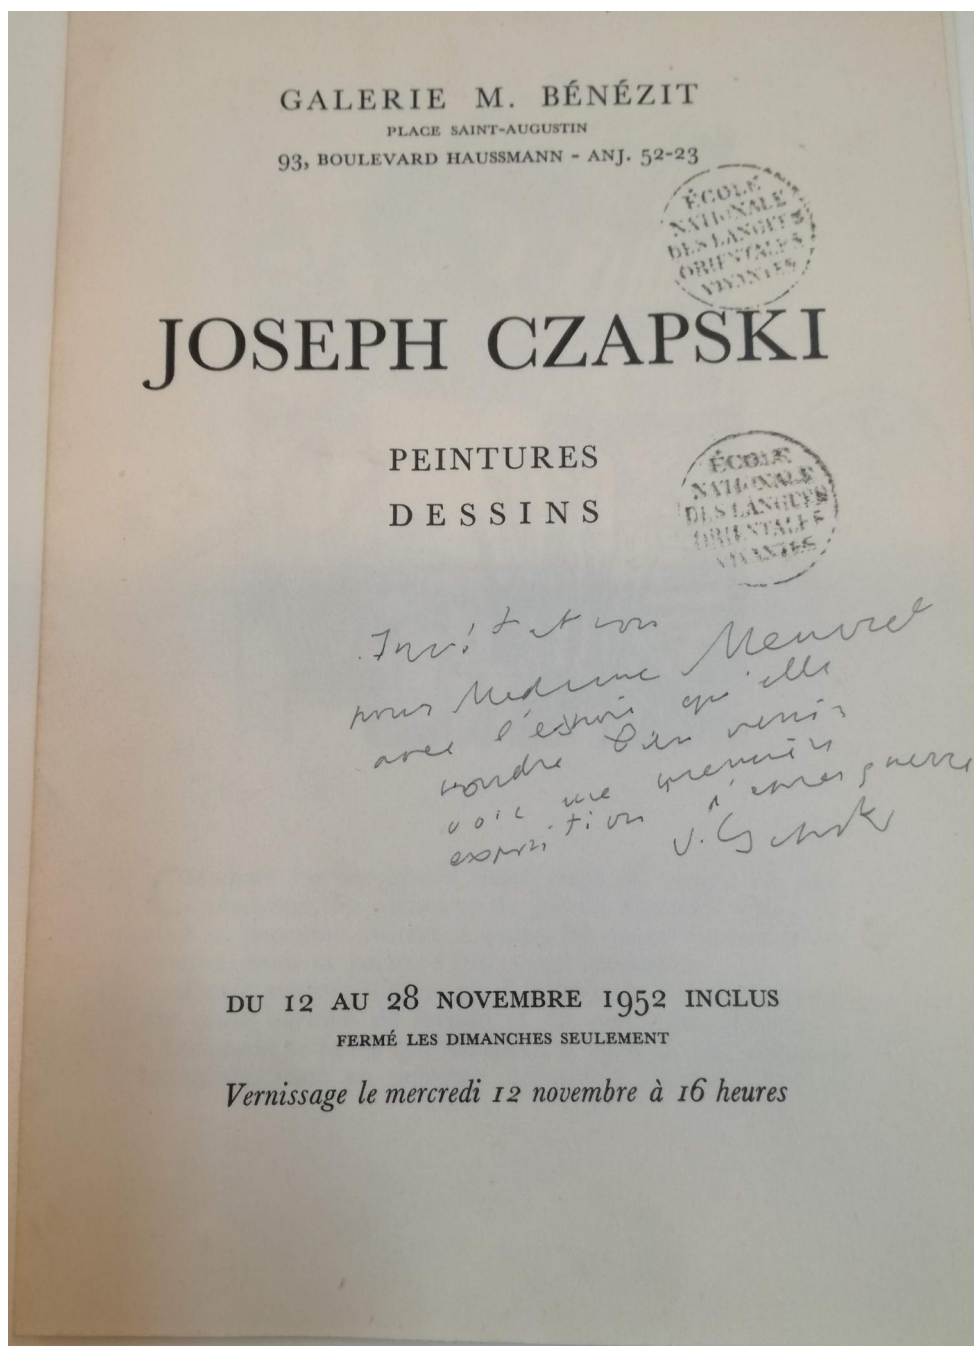 GALERIE M. BÉNÉZIT
PLACE SAINT-AUGUSTIN
93, BOULEVARD HAUSSMANN - ANJ. 52-23
ÉCOLE
NATIONALE
DES LANGUES
ORIENTALES
VIVANTES
JOSEPH CZAPSKI
PEINTURES
DESSINS
ÉCOLE
NATIONALE
DES LANGUES
ORIENTALES
VIVANTES
Invitation
pour Madame Meuvret
avec l'espoir qu'elle
voudra bien venir
voir une première
exposition d'après guerre
J. Czapski
DU 12 AU 28 NOVEMBRE 1952 INCLUS
FERMÉ LES DIMANCHES SEULEMENT
Vernissage le mercredi 12 novembre à 16 heures